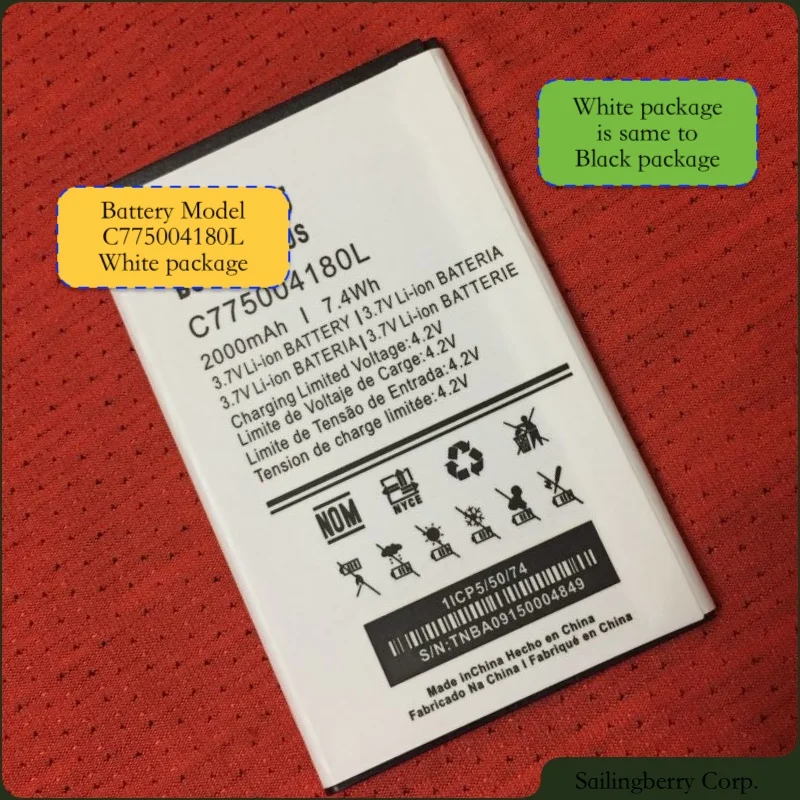 White package
is same to
Black package
Battery Model
C775004180L
White package
C775004180L
2000mAh | 7.4Wh
3.7V Li-ion BATTERY | 3.7V Li-ion BATERIA
3.7V Li-ion BATERIA | 3.7V Li-ion BATTERIE
Charging Limited Voltage:4.2V
Limite de Voltaje de Carge:4.2V
Limite de Tensão de Entrada:4.2V
Tension de charge limitée:4.2V
NOM
NYCE
1ICP5/50/74
S/N:TNBA09150004849
Made inChina Hecho en China
Fabricado Na China I Fabriqué en China
Sailingberry Corp.